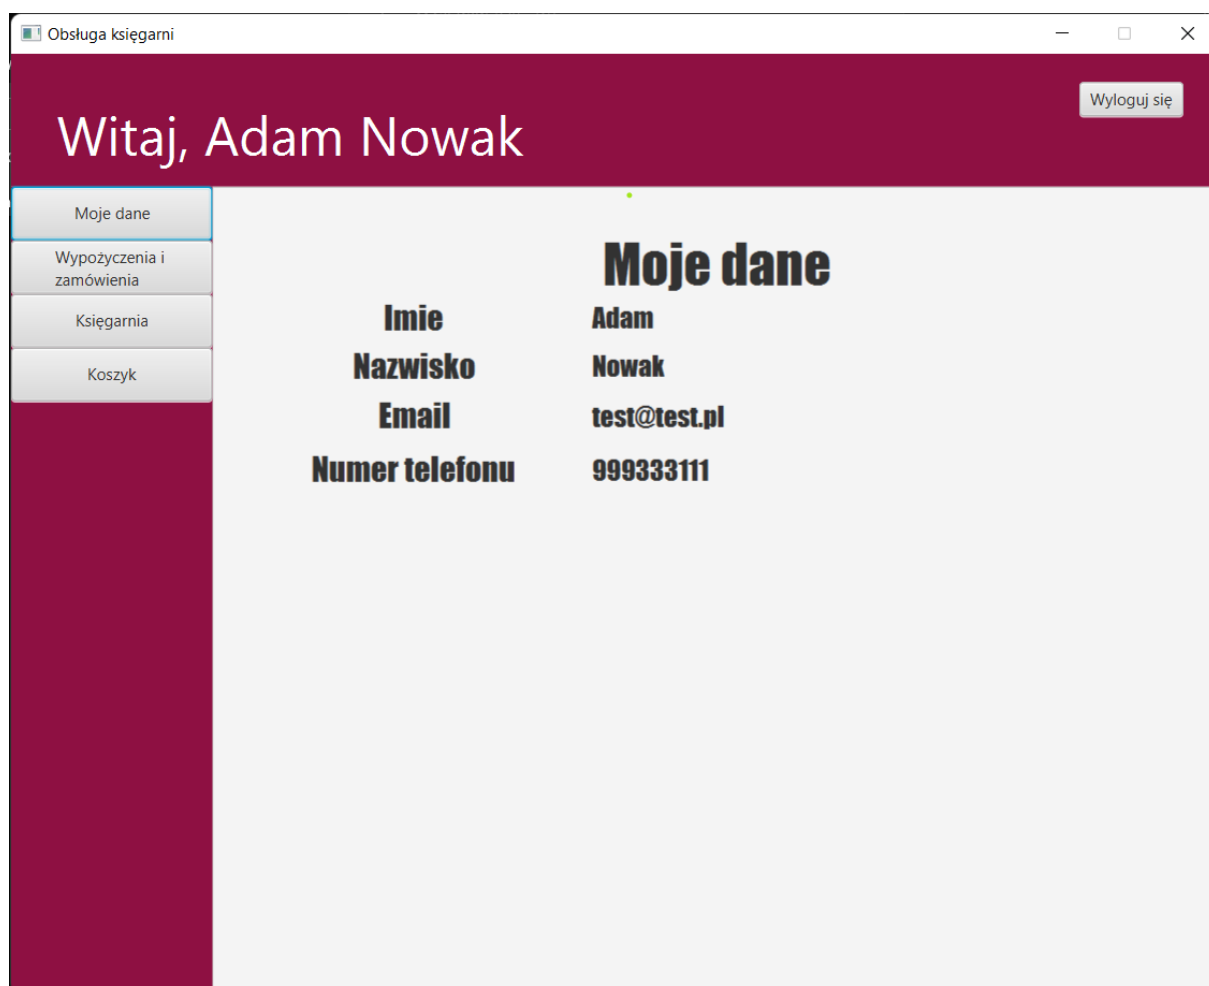 Obsługa księgarni
Wyloguj się
Witaj, Adam Nowak
Moje dane
Wypożyczenia i
zamówienia
Księgarnia
Koszyk
Moje dane
Imie Adam
Nazwisko Nowak
Email test@test.pl
Numer telefonu 999333111